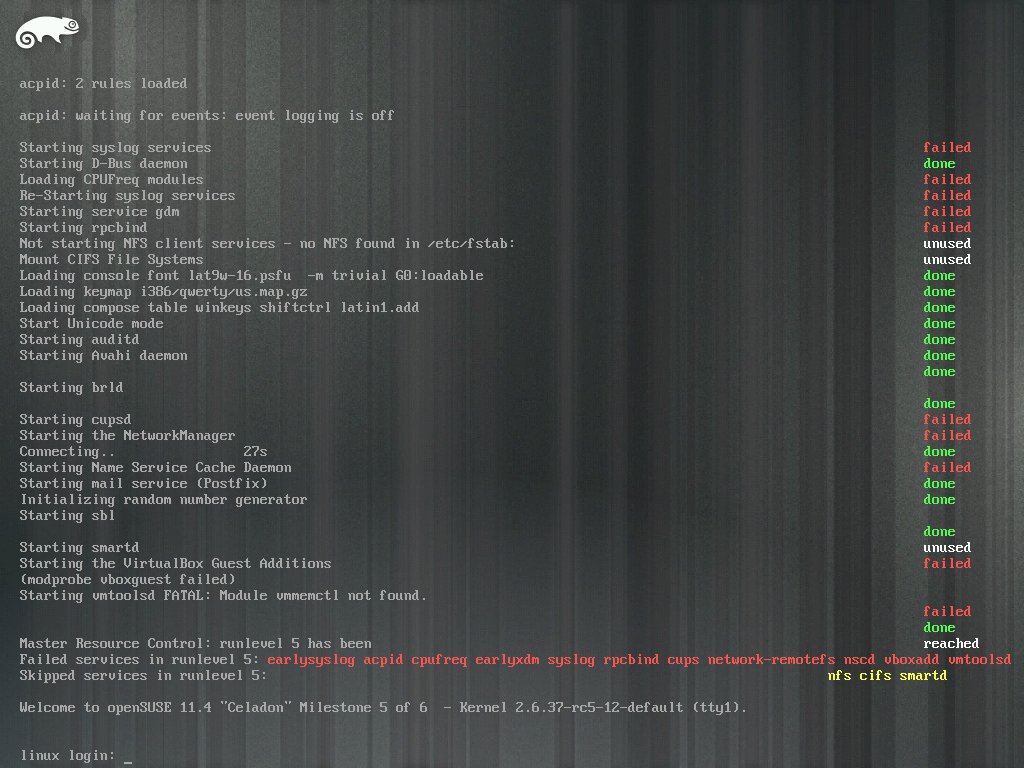 acpid: 2 rules loaded
acpid: waiting for events: event logging is off
Starting syslog services failed
Starting D-Bus daemon done
Loading CPUFreq modules failed
Re-Starting syslog services failed
Starting service gdm failed
Starting rpcbind failed
Not starting NFS client services - no NFS found in /etc/fstab: unused
Mount CIFS File Systems unused
Loading console font lat9w-16.psfu  -m trivial G0:loadable done
Loading keymap i386/qwerty/us.map.gz done
Loading compose table winkeys shiftctrl latin1.add done
Start Unicode mode done
Starting auditd done
Starting Avahi daemon done
done
Starting brld
done
Starting cupsd failed
Starting the NetworkManager failed
Connecting.. 27s done
Starting Name Service Cache Daemon failed
Starting mail service (Postfix) done
Initializing random number generator done
Starting sbl
done
Starting smartd unused
Starting the VirtualBox Guest Additions failed
(modprobe vboxguest failed)
Starting vmtoolsd FATAL: Module vmmemctl not found.
failed
done
Master Resource Control: runlevel 5 has been reached
Failed services in runlevel 5: earlysyslog acpid cpufreq earlyxdm syslog rpcbind cups network-remotefs nscd vboxadd vmtoolsd
Skipped services in runlevel 5: nfs cifs smartd
Welcome to openSUSE 11.4 "Celadon" Milestone 5 of 6  - Kernel 2.6.37-rc5-12-default (tty1).
linux login: _